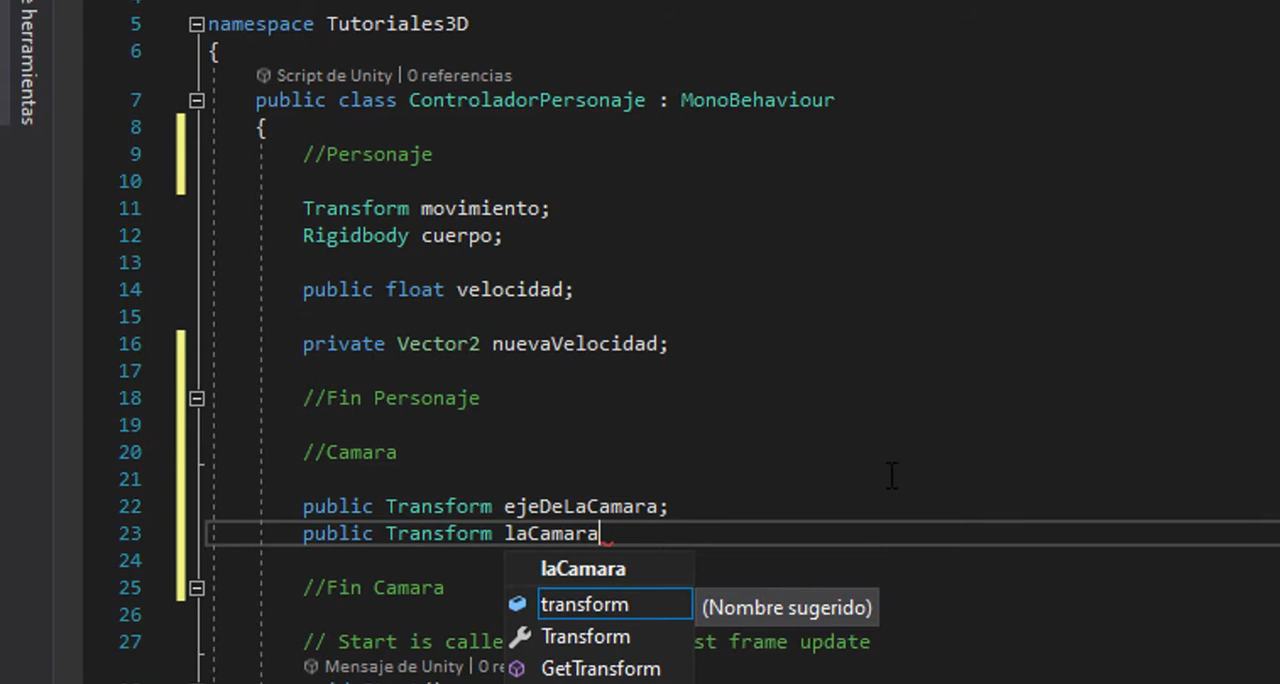 e herramientas
5 namespace Tutoriales3D
6 {
Script de Unity | 0 referencias
7 public class ControladorPersonaje : MonoBehaviour
8 {
9 //Personaje
10
11 Transform movimiento;
12 Rigidbody cuerpo;
13
14 public float velocidad;
15
16 private Vector2 nuevaVelocidad;
17
18 //Fin Personaje
19
20 //Camara
21
22 public Transform ejeDeLaCamara;
23 public Transform laCamara
24 laCamara
25 //Fin Camara transform (Nombre sugerido)
26 Transform
27 // Start is calle st frame update
Mensaje de Unity | 0 re GetTransform